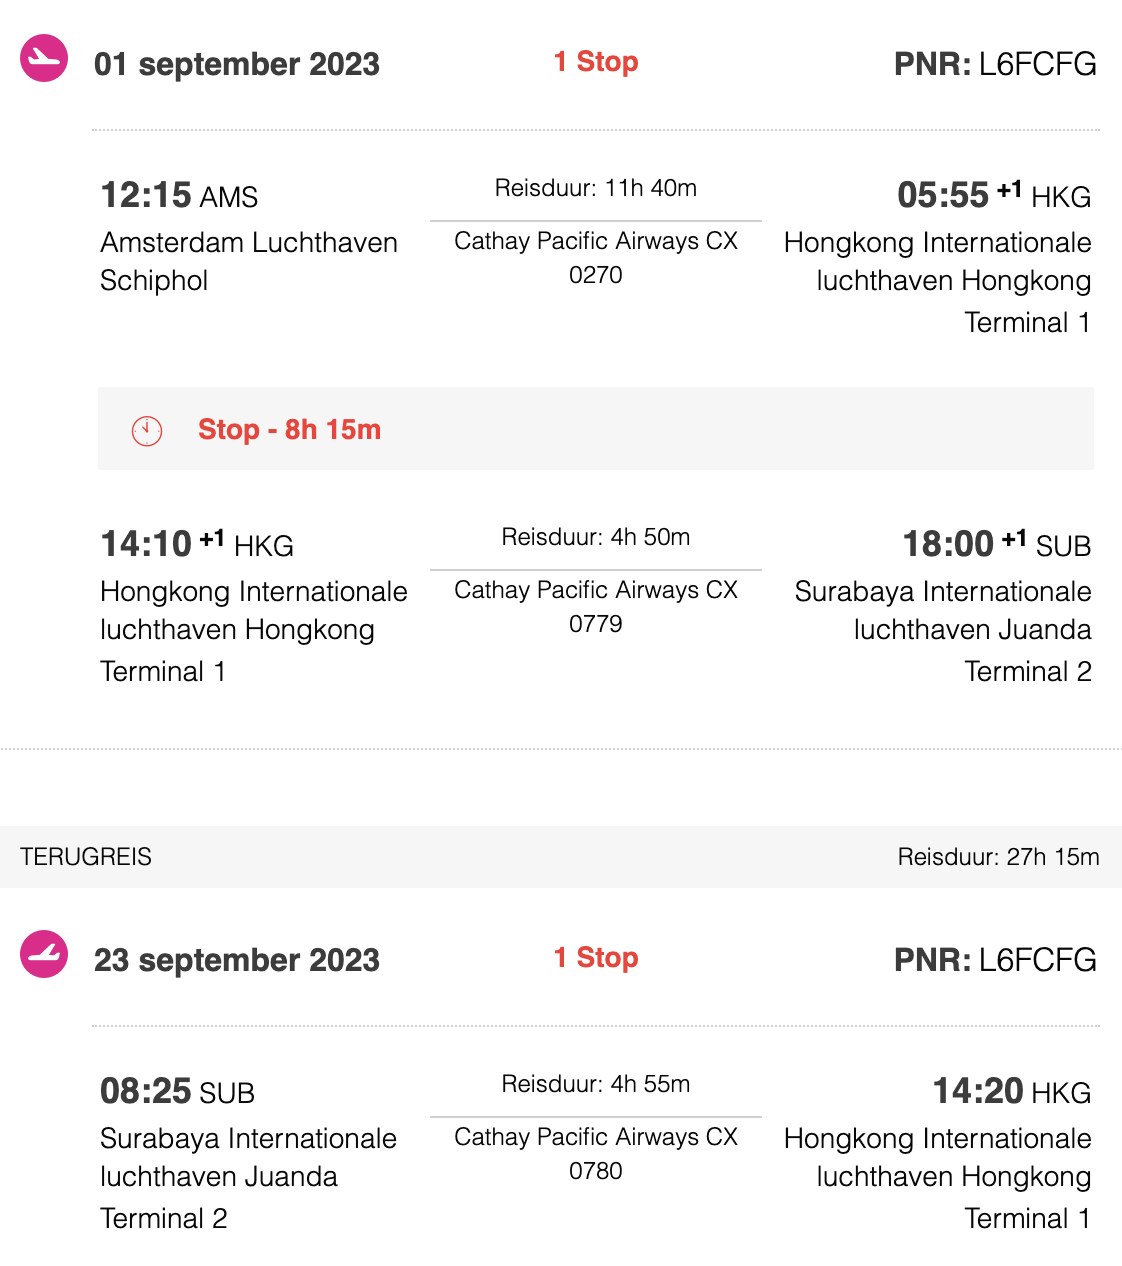 01 september 2023 1 Stop PNR: L6FCFG
12:15 AMS Reisduur: 11h 40m 05:55 +1 HKG
Amsterdam Luchthaven Cathay Pacific Airways CX Hongkong Internationale
Schiphol 0270 luchthaven Hongkong
Terminal 1
Stop - 8h 15m
14:10 +1 HKG Reisduur: 4h 50m 18:00 +1 SUB
Hongkong Internationale Cathay Pacific Airways CX Surabaya Internationale
luchthaven Hongkong 0779 luchthaven Juanda
Terminal 1 Terminal 2
TERUGREIS Reisduur: 27h 15m
23 september 2023 1 Stop PNR: L6FCFG
08:25 SUB Reisduur: 4h 55m 14:20 HKG
Surabaya Internationale Cathay Pacific Airways CX Hongkong Internationale
luchthaven Juanda 0780 luchthaven Hongkong
Terminal 2 Terminal 1